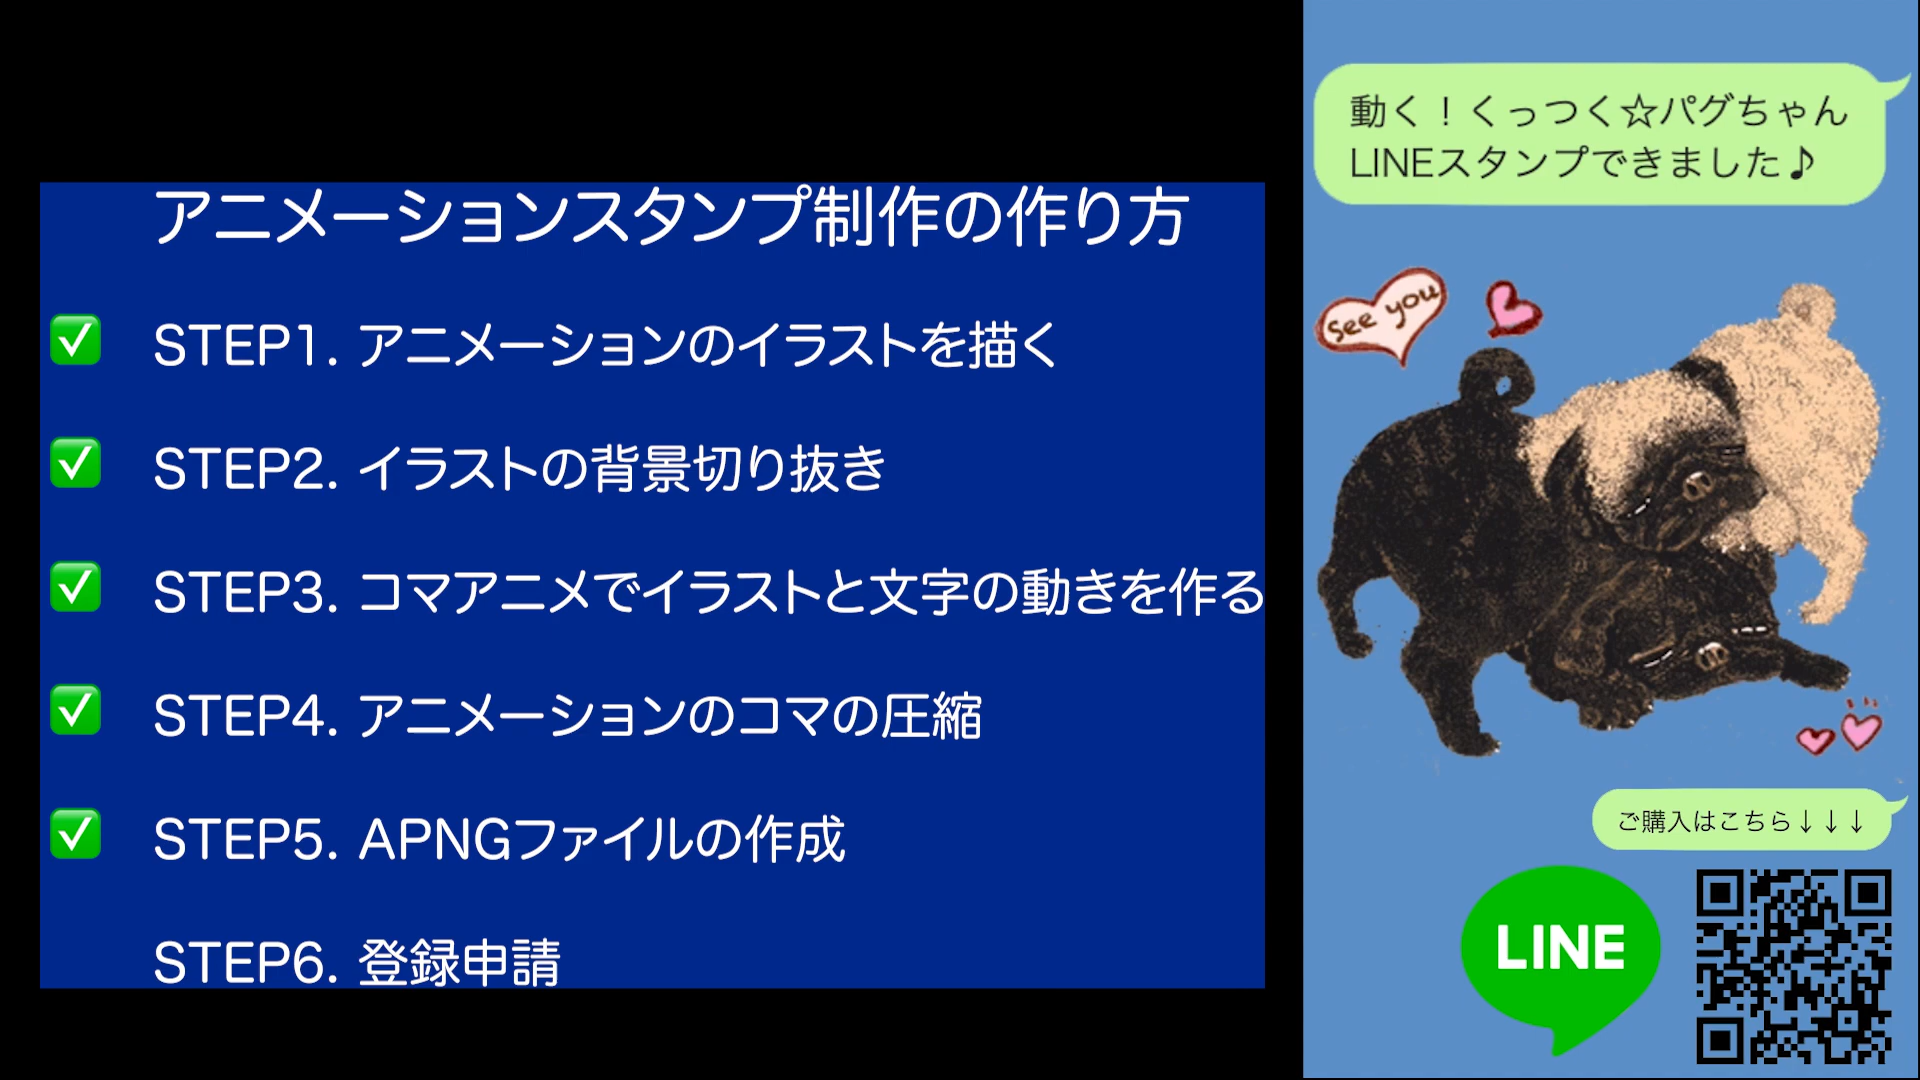 アニメーションスタンプ制作の作り方
STEP1. アニメーションのイラストを描く
STEP2. イラストの背景切り抜き
STEP3. コマアニメでイラストと文字の動きを作る
STEP4. アニメーションのコマの圧縮
STEP5. APNGファイルの作成
STEP6. 登録申請
動く！くっつく☆パグちゃん
LINEスタンプできました♪
See you
ご購入はこちら↓↓↓
LINE